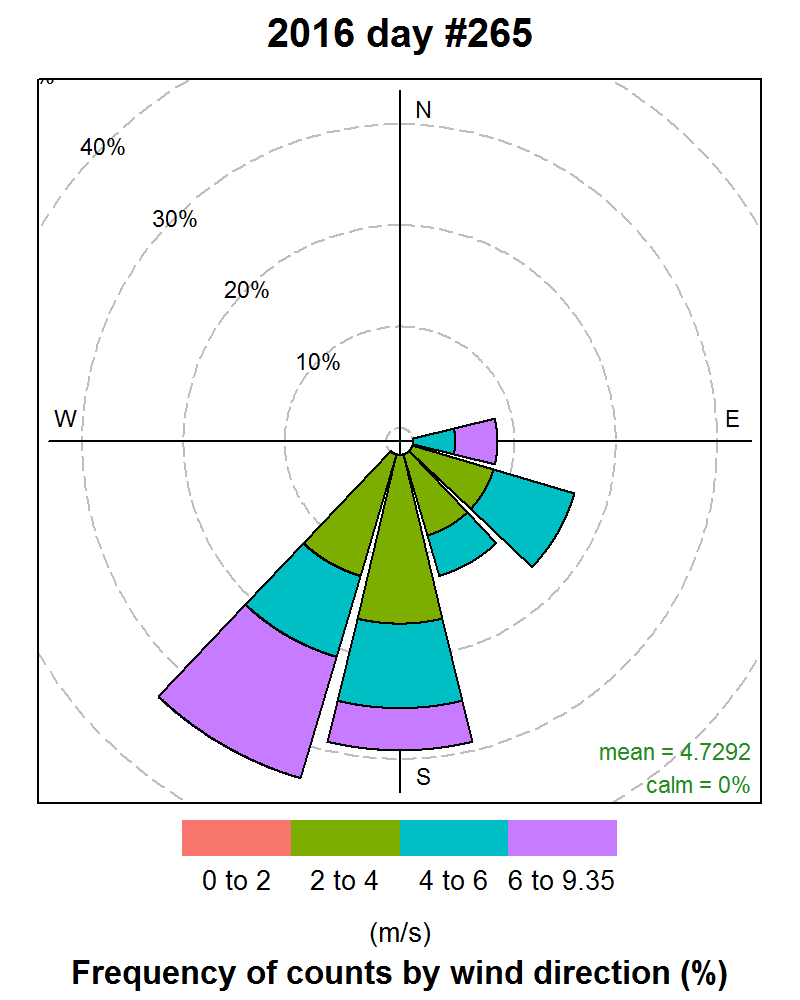 2016 day #265
N
40%
30%
20%
10%
W
E
mean = 4.7292
S
calm = 0%
0 to 2 2 to 4 4 to 6 6 to 9.35
(m/s)
Frequency of counts by wind direction (%)